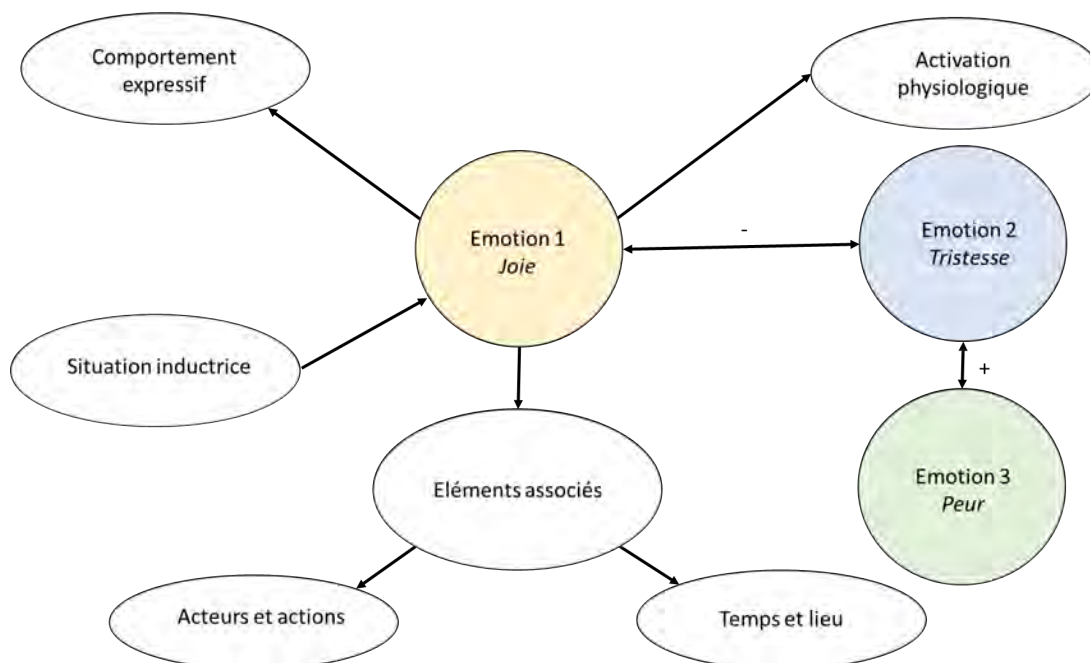 Comportement
expressif
Activation
physiologique
Emotion 1
Joie
-
Emotion 2
Tristesse
Situation inductrice
+
Eléments associés
Emotion 3
Peur
Acteurs et actions
Temps et lieu